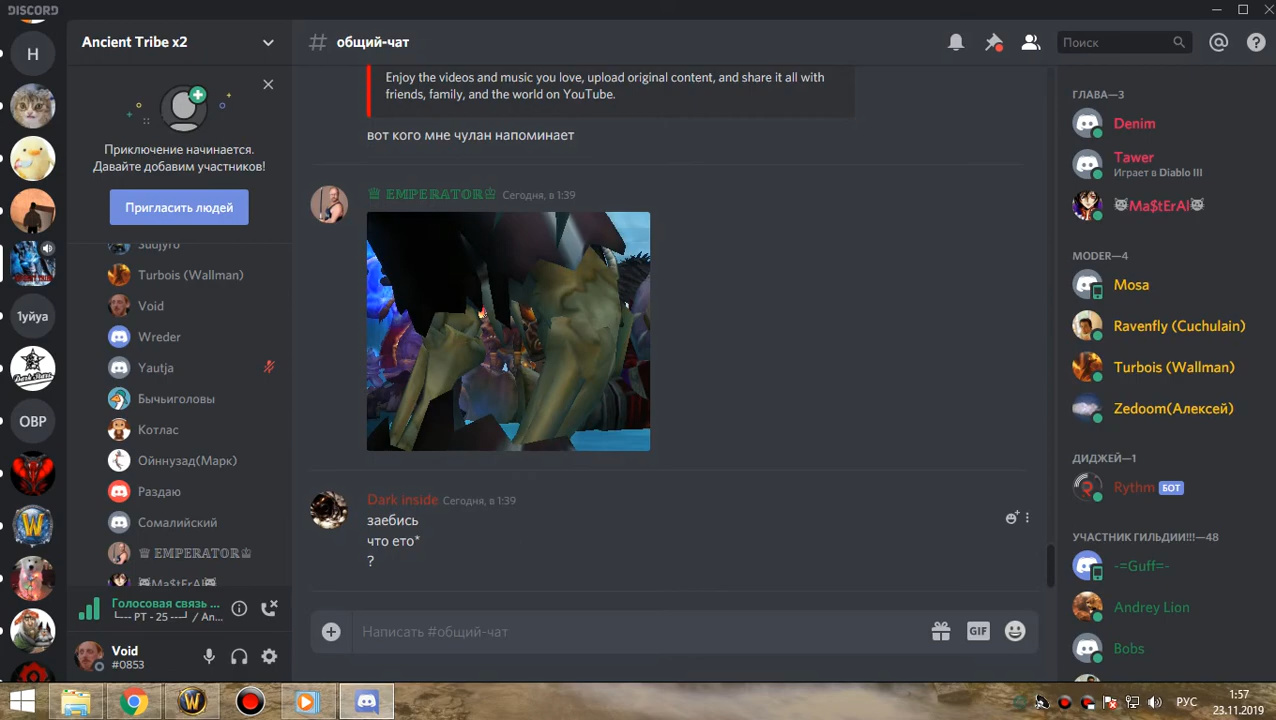 DISCORD
Ancient Tribe x2
# общий-чат
Поиск
Приключение начинается.
Давайте добавим участников!
Пригласить людей
H
1уйуа
OBP
Turbois (Wallman)
Void
Wreder
Yautja
Бычьиголовы
Котлас
Ойннузад(Марк)
Раздаю
Сомалийский
♕ EMPERATOR♔
😼Ma$tErAl😼
Голосовая связь ...
PT - 25 ---┘ / An...
Void
#0853
Enjoy the videos and music you love, upload original content, and share it all with
friends, family, and the world on YouTube.
вот кого мне чулан напоминает
♕ EMPERATOR♔ Сегодня, в 1:39
Dark inside Сегодня, в 1:39
заебись
что ето*
?
Написать #общий-чат
GIF
ГЛАВА—3
Denim
Tawer
Играет в Diablo III
😼Ma$tErAl😼
MODER—4
Mosa
Ravenfly (Cuchulain)
Turbois (Wallman)
Zedoom(Алексей)
ДИДЖЕЙ—1
Rythm БОТ
УЧАСТНИК ГИЛЬДИИ!!!—48
-=Guff=-
Andrey Lion
Bobs
РУС
1:57
23.11.2019